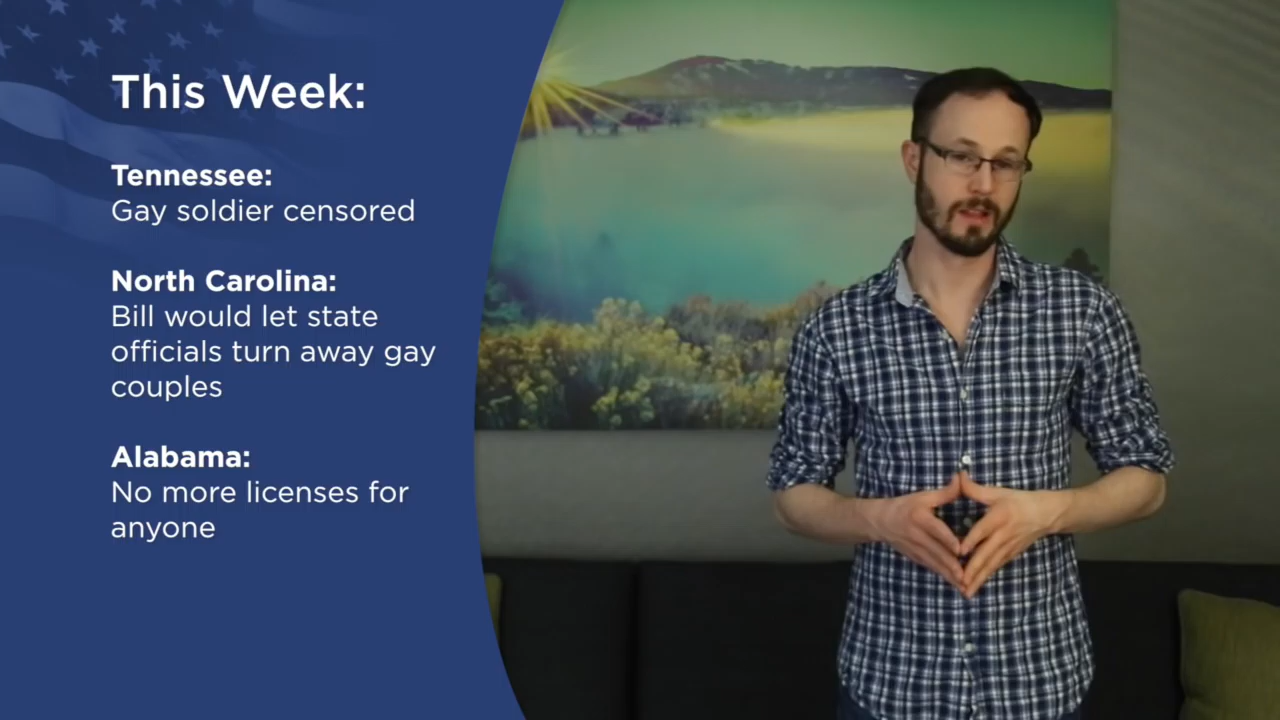 This Week:
Tennessee:
Gay soldier censored
North Carolina:
Bill would let state
officials turn away gay
couples
Alabama:
No more licenses for
anyone